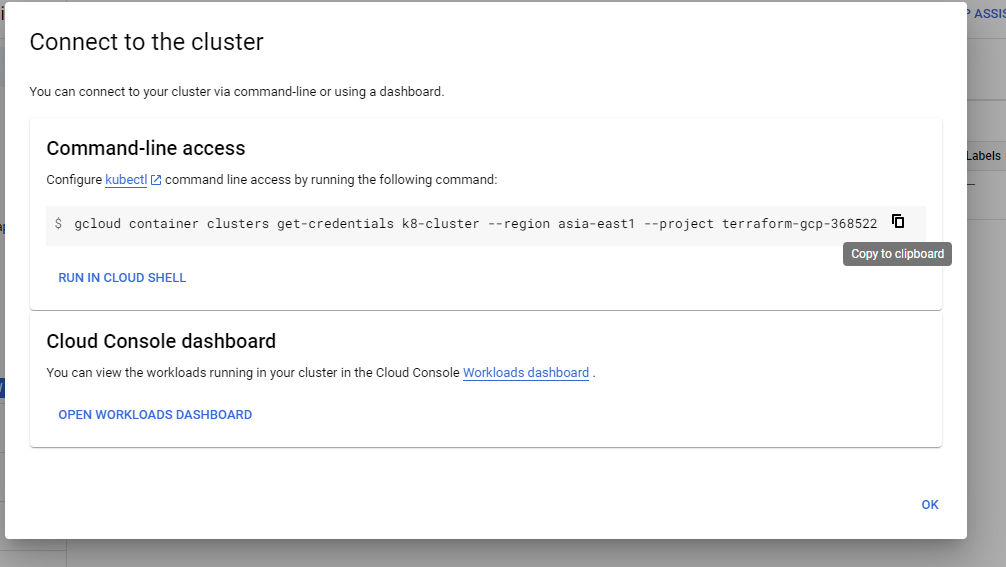 Connect to the cluster
You can connect to your cluster via command-line or using a dashboard.
Command-line access
Configure kubectl command line access by running the following command:
$ gcloud container clusters get-credentials k8-cluster --region asia-east1 --project terraform-gcp-368522
Copy to clipboard
RUN IN CLOUD SHELL
Cloud Console dashboard
You can view the workloads running in your cluster in the Cloud Console Workloads dashboard .
OPEN WORKLOADS DASHBOARD
OK
Labels